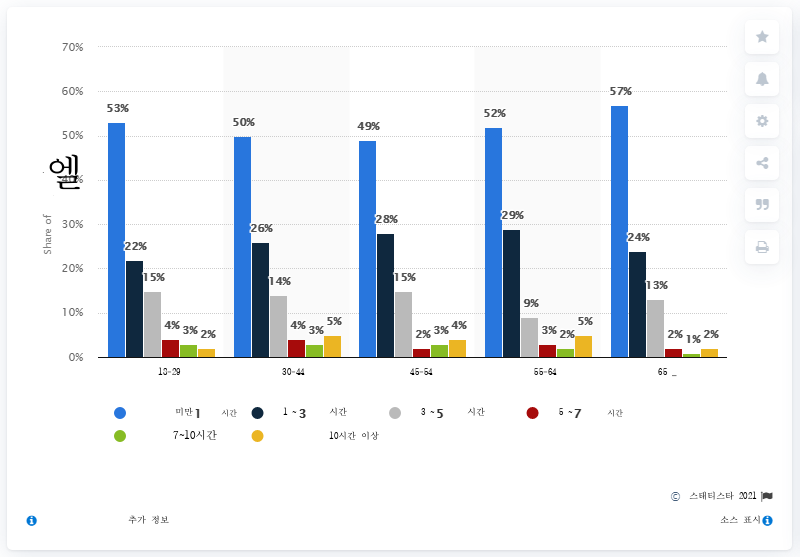 70%
60%
50%
40%
30%
20%
10%
0%
엘
Share of
53% 22% 15% 4% 3% 2%
50% 26% 14% 4% 3% 5%
49% 28% 15% 2% 3% 4%
52% 29% 9% 3% 2% 5%
57% 24% 13% 2% 1% 2%
18-29 30-44 45-54 55-64 65 _
미만 1 시간 1 ~ 3 시간 3 ~5 시간 5 ~7 시간
7~10시간 10시간 이상
© 스태티스타 2021
추가 정보 소스 표시